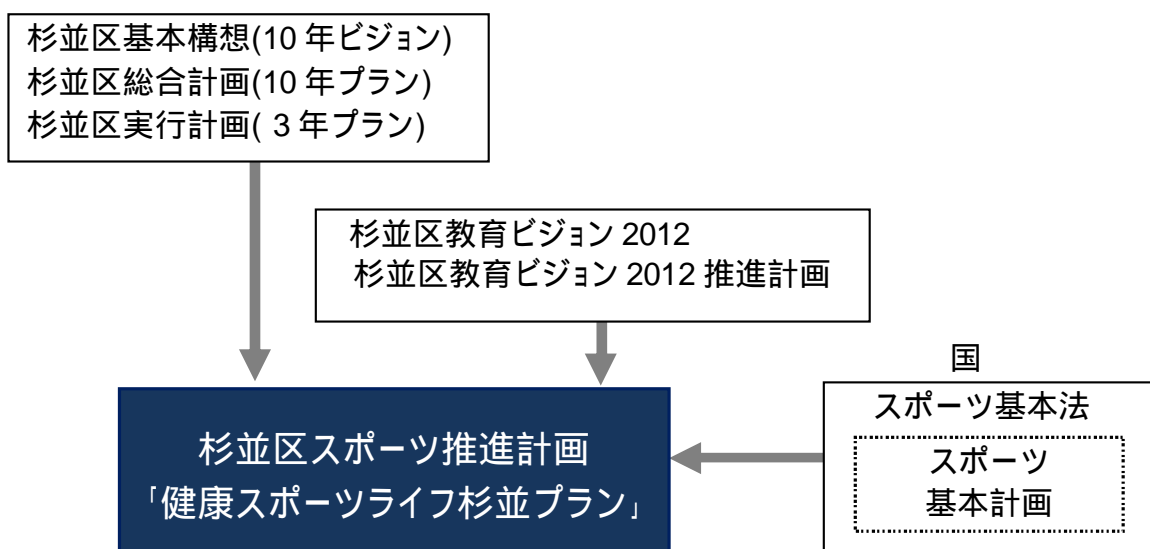 杉並区基本構想(10 年ビジョン)
杉並区総合計画(10 年プラン)
杉並区実行計画( 3 年プラン)
杉並区教育ビジョン 2012
杉並区教育ビジョン 2012 推進計画
国
スポーツ基本法
スポーツ
基本計画
杉並区スポーツ推進計画
「健康スポーツライフ杉並プラン」